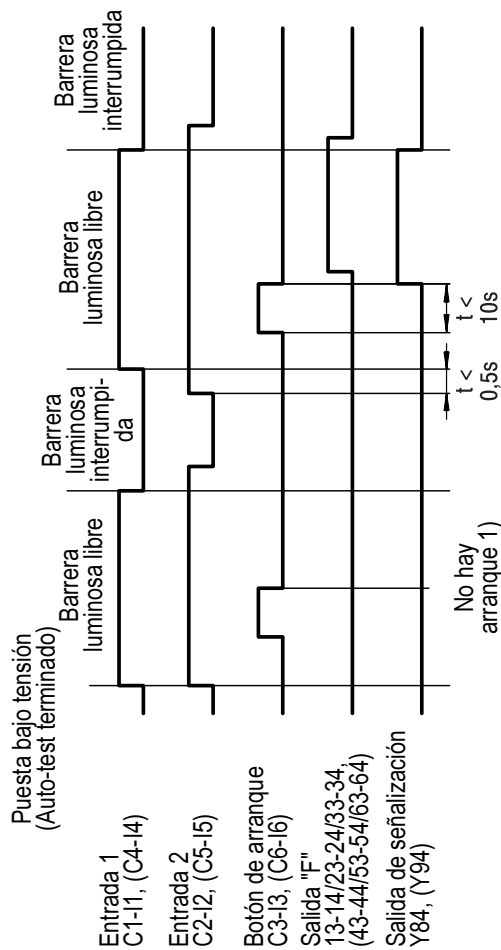 Puesta bajo tensión
(Auto-test terminado)
Barrera
luminosa libre
Barrera
luminosa
interrumpi-
da
Barrera
luminosa libre
Barrera
luminosa
interrumpida
Entrada 1
C1-I1, (C4-I4)
Entrada 2
C2-I2, (C5-I5)
Botón de arranque
C3-I3, (C6-I6)
Salida "F"
13-14/23-24/33-34,
(43-44/53-54/63-64)
Salida de señalización
Y84, (Y94)
No hay
arranque 1)
t <
0,5s
t <
10s